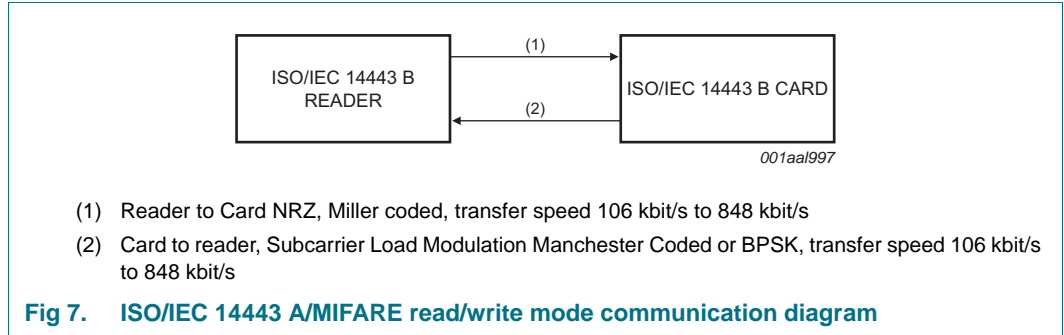 (1)
ISO/IEC 14443 B
READER
ISO/IEC 14443 B CARD
(2)
001aal997
(1) Reader to Card NRZ, Miller coded, transfer speed 106 kbit/s to 848 kbit/s
(2) Card to reader, Subcarrier Load Modulation Manchester Coded or BPSK, transfer speed 106 kbit/s
to 848 kbit/s
Fig 7. ISO/IEC 14443 A/MIFARE read/write mode communication diagram